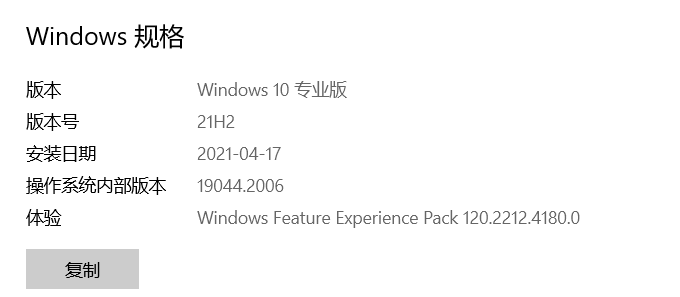 Windows 规格
版本 Windows 10 专业版
版本号 21H2
安装日期 2021-04-17
操作系统内部版本 19044.2006
体验 Windows Feature Experience Pack 120.2212.4180.0
复制